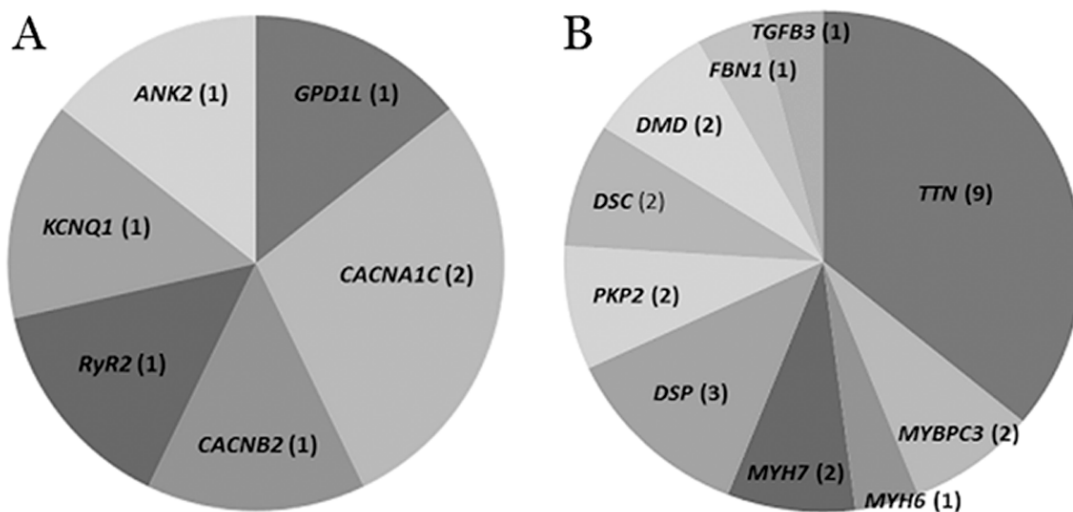 A
ANK2 (1)
GPD1L (1)
KCNQ1 (1)
CACNA1C (2)
RyR2 (1)
CACNB2 (1)
B
TGFB3 (1)
FBN1 (1)
DMD (2)
TTN (9)
DSC (2)
PKP2 (2)
DSP (3)
MYBPC3 (2)
MYH7 (2)
MYH6 (1)